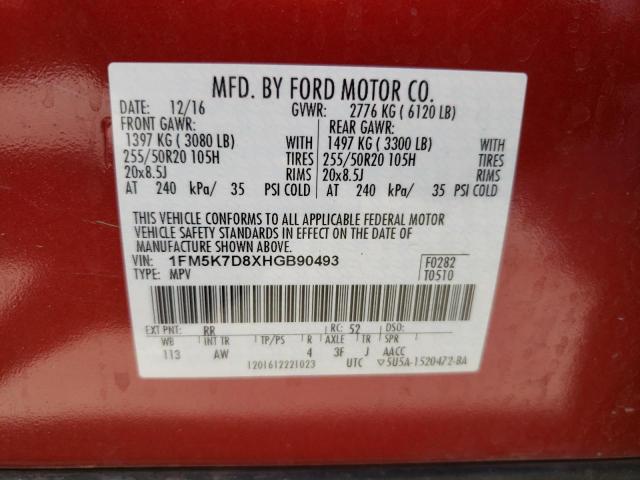 MFD. BY FORD MOTOR CO.
DATE: 12/16 GVWR: 2776 KG ( 6120 LB)
FRONT GAWR: REAR GAWR:
1397 KG ( 3080 LB) WITH 1497 KG ( 3300 LB) WITH
255/50R20 105H TIRES 255/50R20 105H TIRES
20x8.5J RIMS 20x8.5J RIMS
AT 240 kPa/ 35 PSI COLD AT 240 kPa/ 35 PSI COLD
THIS VEHICLE CONFORMS TO ALL APPLICABLE FEDERAL MOTOR
VEHICLE SAFETY STANDARDS IN EFFECT ON THE DATE OF
MANUFACTURE SHOWN ABOVE.
VIN: 1FM5K7D8XHGB90493 F0282
TYPE: MPV T0510
EXT PNT: RR RC: 52 DSO:
WB INT TR TP/PS R AXLE TR SPR
113 AW 4 3F J AACC
1201612221023 UTC ▽5U5A-1520472-BA